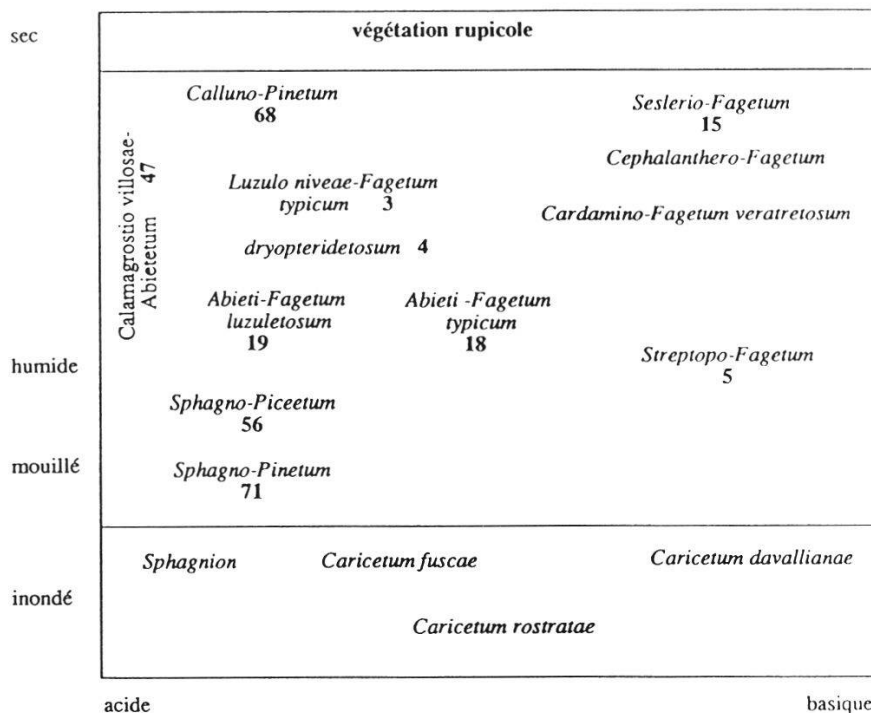 sec
végétation rupicole
Calluno-Pinetum
68
Seslerio-Fagetum
15
Calamagrostio villosae-
Abietetum 47
Cephalanthero-Fagetum
Luzulo niveae-Fagetum
typicum 3
Cardamino-Fagetum veratretosum
dryopteridetosum 4
Abieti-Fagetum
luzuletosum
19
Abieti -Fagetum
typicum
18
humide
Streptopo-Fagetum
5
Sphagno-Piceetum
56
mouillé
Sphagno-Pinetum
71
Sphagnion
Caricetum fuscae
Caricetum davallianae
inondé
Caricetum rostratae
acide
basique